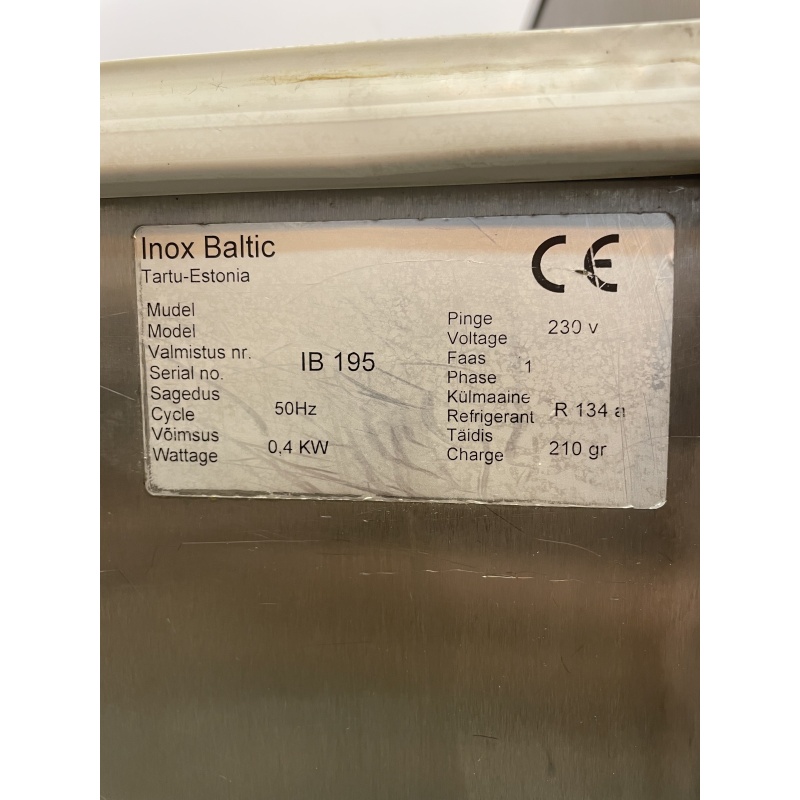 Inox Baltic
Tartu-Estonia
CE
Mudel
Model
Valmistus nr.
Serial no.
IB 195
Sagedus
Cycle
50Hz
Võimsus
Wattage
0,4 KW
Pinge
Voltage
230 v
Faas
Phase
1
Külmaaine
Refrigerant
R 134 a
Täidis
Charge
210 gr